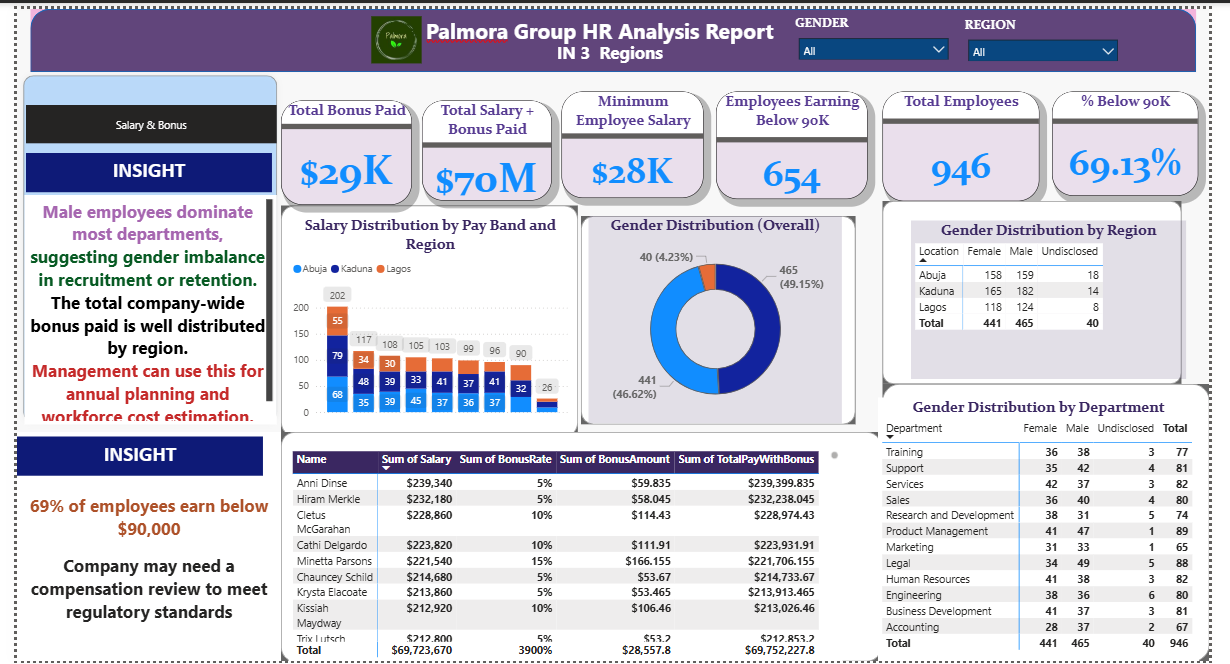 Palmora
Palmora Group HR Analysis Report
IN 3 Regions
GENDER
All
REGION
All
Salary & Bonus
INSIGHT
Male employees dominate
most departments,
suggesting gender imbalance
in recruitment or retention.
The total company-wide
bonus paid is well distributed
by region.
Management can use this for
annual planning and
workforce cost estimation.
INSIGHT
69% of employees earn below
$90,000
Company may need a
compensation review to meet
regulatory standards
Total Bonus Paid
$29K
Total Salary +
Bonus Paid
$70M
Minimum
Employee Salary
$28K
Employees Earning
Below 90K
654
Total Employees
946
% Below 90K
69.13%
Salary Distribution by Pay Band and
Region
Abuja Kaduna Lagos
200
150
100
50
0
202 117 108 105 103 99 96 90 26
55 34 30
79 48 39 33 41 37 41 32
68 35 39 45 37 36 37
Gender Distribution (Overall)
40 (4.23%)
465
(49.15%)
441
(46.62%)
Gender Distribution by Region
Location Female Male Undisclosed
Abuja 158 159 18
Kaduna 165 182 14
Lagos 118 124 8
Total 441 465 40
Name Sum of Salary Sum of BonusRate Sum of BonusAmount Sum of TotalPayWithBonus
Anni Dinse $239,340 5% $59.835 $239,399.835
Hiram Merkle $232,180 5% $58.045 $232,238.045
Cletus
McGarahan $228,860 10% $114.43 $228,974.43
Cathi Delgardo $223,820 10% $111.91 $223,931.91
Minetta Parsons $221,540 15% $166.155 $221,706.155
Chauncey Schild $214,680 5% $53.67 $214,733.67
Krysta Elacoate $213,860 5% $53.465 $213,913.465
Kissiah
Maydway $212,920 10% $106.46 $213,026.46
Trix Lutsch $212,800 5% $53.2 $212,853.2
Total $69,723,670 3900% $28,557.8 $69,752,227.8
Gender Distribution by Department
Department Female Male Undisclosed Total
Training 36 38 3 77
Support 35 42 4 81
Services 42 37 3 82
Sales 36 40 4 80
Research and Development 38 31 5 74
Product Management 41 47 1 89
Marketing 31 33 1 65
Legal 34 49 5 88
Human Resources 41 38 3 82
Engineering 38 36 6 80
Business Development 41 37 3 81
Accounting 28 37 2 67
Total 441 465 40 946